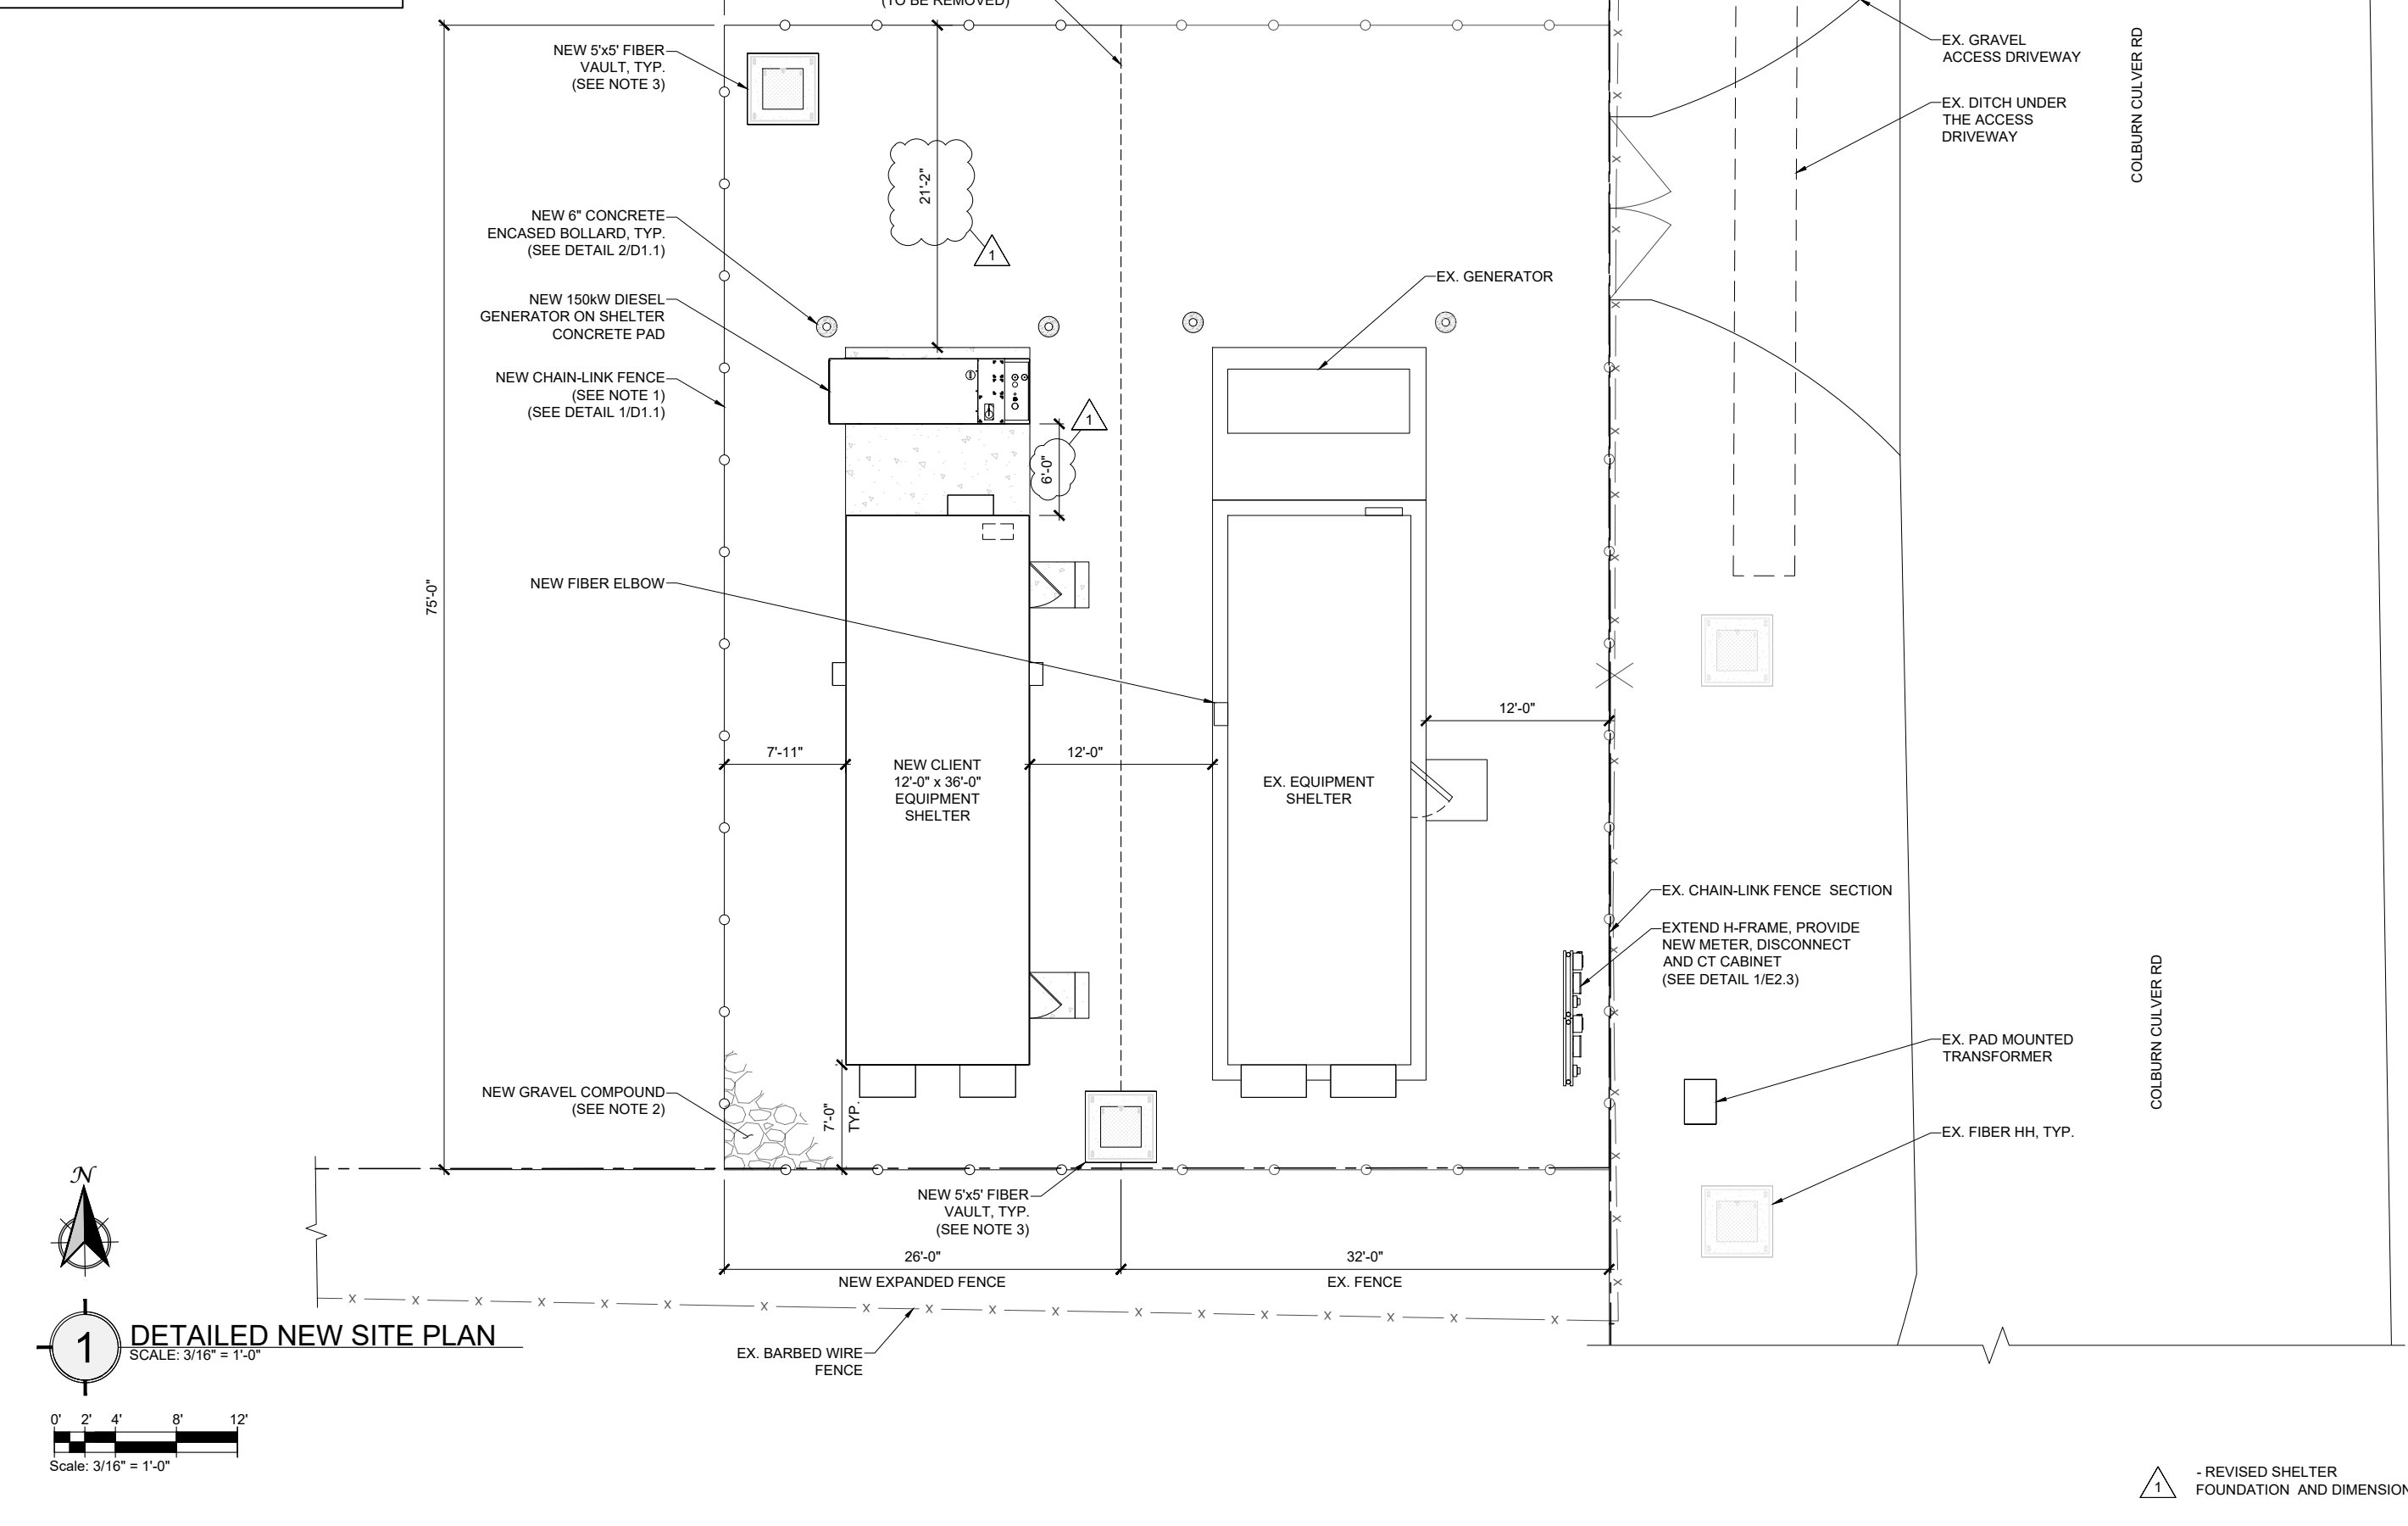 (TO BE REMOVED)
NEW 5'x5' FIBER
VAULT, TYP.
(SEE NOTE 3)
EX. GRAVEL
ACCESS DRIVEWAY
COLBURN CULVER RD
EX. DITCH UNDER
THE ACCESS
DRIVEWAY
21'-2"
1
NEW 6" CONCRETE
ENCASED BOLLARD, TYP.
(SEE DETAIL 2/D1.1)
EX. GENERATOR
NEW 150kW DIESEL
GENERATOR ON SHELTER
CONCRETE PAD
NEW CHAIN-LINK FENCE
(SEE NOTE 1)
(SEE DETAIL 1/D1.1)
1
6'-0"
75'-0"
NEW FIBER ELBOW
12'-0"
7'-11"
12'-0"
NEW CLIENT
12'-0" x 36'-0"
EQUIPMENT
SHELTER
EX. EQUIPMENT
SHELTER
EX. CHAIN-LINK FENCE SECTION
EXTEND H-FRAME, PROVIDE
NEW METER, DISCONNECT
AND CT CABINET
(SEE DETAIL 1/E2.3)
COLBURN CULVER RD
EX. PAD MOUNTED
TRANSFORMER
NEW GRAVEL COMPOUND
(SEE NOTE 2)
7'-0"
TYP.
EX. FIBER HH, TYP.
N
NEW 5'x5' FIBER
VAULT, TYP.
(SEE NOTE 3)
26'-0"
NEW EXPANDED FENCE
32'-0"
EX. FENCE
1
DETAILED NEW SITE PLAN
SCALE: 3/16" = 1'-0"
EX. BARBED WIRE
FENCE
0' 2' 4' 8' 12'
Scale: 3/16" = 1'-0"
1
- REVISED SHELTER
FOUNDATION AND DIMENSION